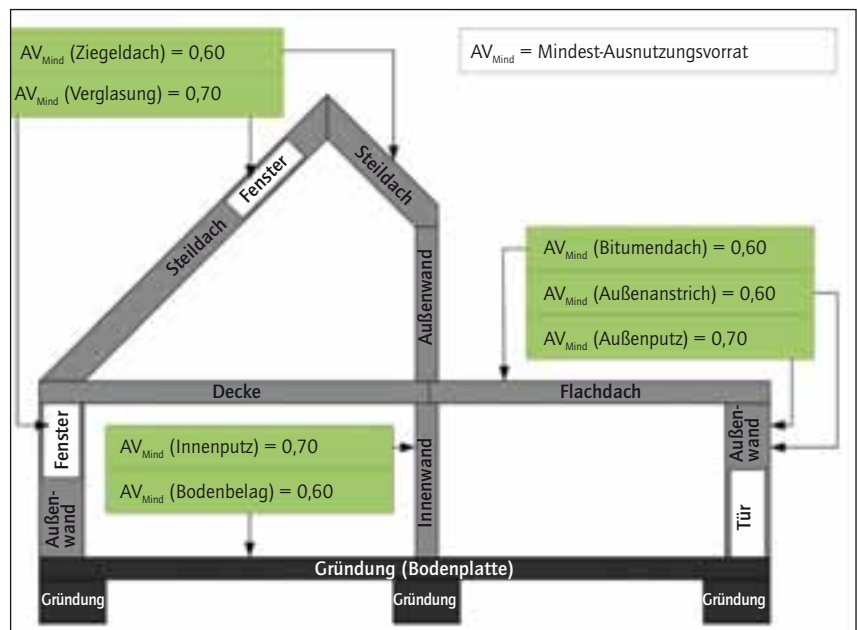 AV_Mind (Ziegeldach) = 0,60
AV_Mind (Verglasung) = 0,70
AV_Mind = Mindest-Ausnutzungsvorrat
Fenster
Steildach
Steildach
Außenwand
AV_Mind (Bitumendach) = 0,60
AV_Mind (Außenanstrich) = 0,60
AV_Mind (Außenputz) = 0,70
Decke
Flachdach
Fenster
Außen-
wand
AV_Mind (Innenputz) = 0,70
AV_Mind (Bodenbelag) = 0,60
Innenwand
Außen-
wand
Tür
Gründung (Bodenplatte)
Gründung
Gründung
Gründung